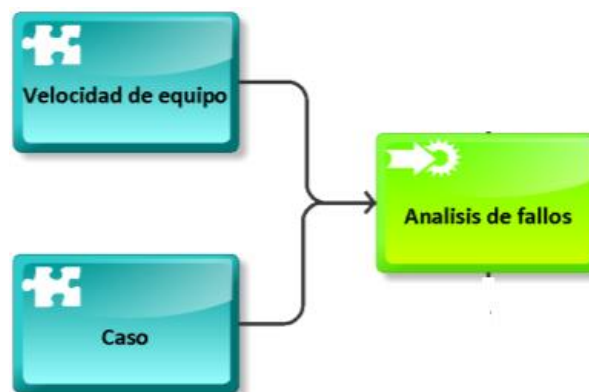 Velocidad de equipo
Analisis de fallos
Caso